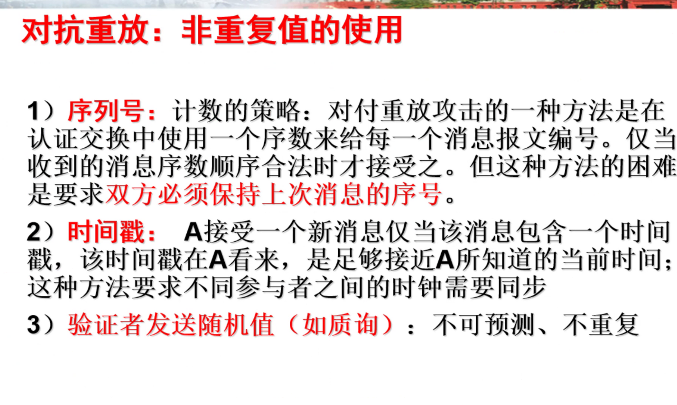 对抗重放：非重复值的使用
1）序列号：计数的策略：对付重放攻击的一种方法是在
认证交换中使用一个序数来给每一个消息报文编号。仅当
收到的消息序数顺序合法时才接受之。但这种方法的困难
是要求双方必须保持上次消息的序号。
2）时间戳： A接受一个新消息仅当该消息包含一个时间
戳，该时间戳在A看来，是足够接近A所知道的当前时间；
这种方法要求不同参与者之间的时钟需要同步
3）验证者发送随机值（如质询）：不可预测、不重复